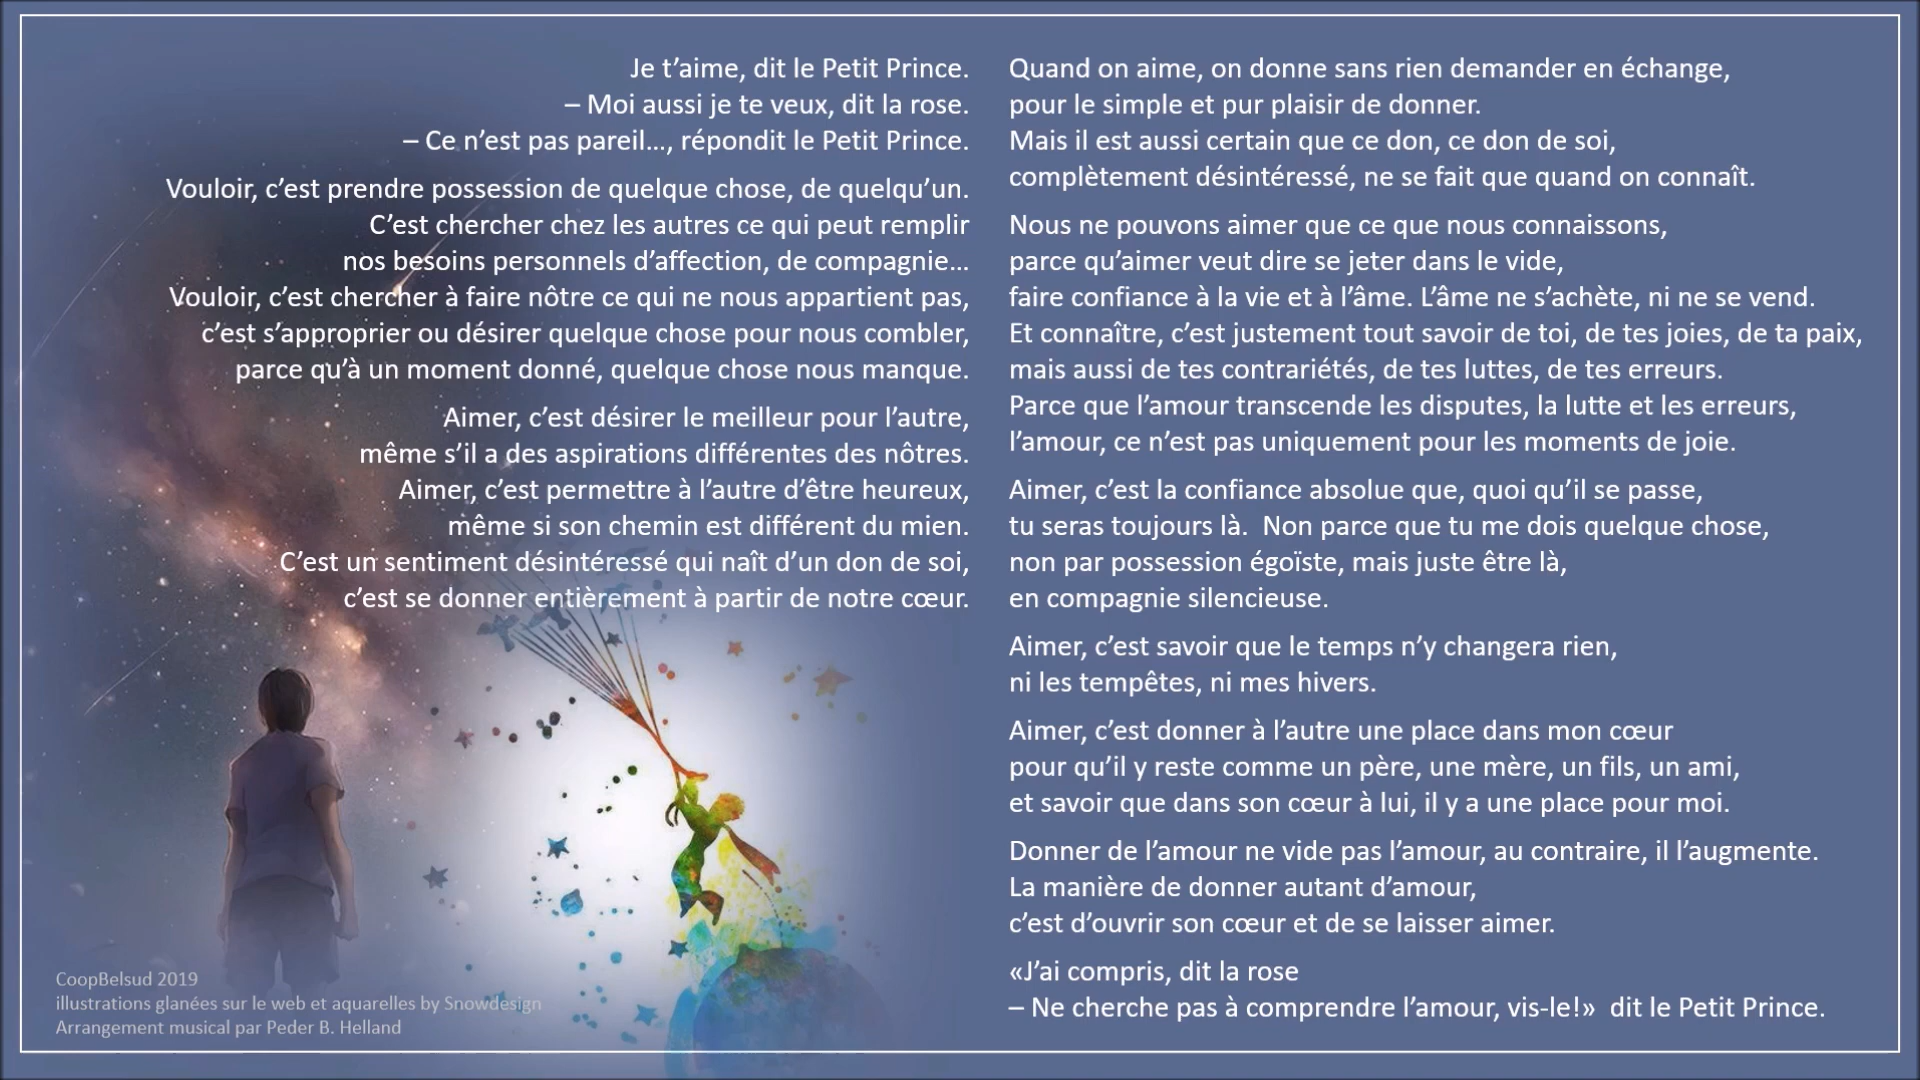 Je t’aime, dit le Petit Prince.
– Moi aussi je te veux, dit la rose.
– Ce n’est pas pareil…, répondit le Petit Prince.
Vouloir, c’est prendre possession de quelque chose, de quelqu’un.
C’est chercher chez les autres ce qui peut remplir
nos besoins personnels d’affection, de compagnie…
Vouloir, c’est chercher à faire nôtre ce qui ne nous appartient pas,
c’est s’approprier ou désirer quelque chose pour nous combler,
parce qu’à un moment donné, quelque chose nous manque.
Aimer, c’est désirer le meilleur pour l’autre,
même s’il a des aspirations différentes des nôtres.
Aimer, c’est permettre à l’autre d’être heureux,
même si son chemin est différent du mien.
C’est un sentiment désintéressé qui naît d’un don de soi,
c’est se donner entièrement à partir de notre cœur.
Quand on aime, on donne sans rien demander en échange,
pour le simple et pur plaisir de donner.
Mais il est aussi certain que ce don, ce don de soi,
complètement désintéressé, ne se fait que quand on connaît.
Nous ne pouvons aimer que ce que nous connaissons,
parce qu’aimer veut dire se jeter dans le vide,
faire confiance à la vie et à l’âme. L’âme ne s’achète, ni ne se vend.
Et connaître, c’est justement tout savoir de toi, de tes joies, de ta paix,
mais aussi de tes contrariétés, de tes luttes, de tes erreurs.
Parce que l’amour transcende les disputes, la lutte et les erreurs,
l’amour, ce n’est pas uniquement pour les moments de joie.
Aimer, c’est la confiance absolue que, quoi qu’il se passe,
tu seras toujours là.  Non parce que tu me dois quelque chose,
non par possession égoïste, mais juste être là,
en compagnie silencieuse.
Aimer, c’est savoir que le temps n’y changera rien,
ni les tempêtes, ni mes hivers.
Aimer, c’est donner à l’autre une place dans mon cœur
pour qu’il y reste comme un père, une mère, un fils, un ami,
et savoir que dans son cœur à lui, il y a une place pour moi.
Donner de l’amour ne vide pas l’amour, au contraire, il l’augmente.
La manière de donner autant d’amour,
c’est d’ouvrir son cœur et de se laisser aimer.
«J’ai compris, dit la rose
– Ne cherche pas à comprendre l’amour, vis-le!»  dit le Petit Prince.
CoopBelsud 2019
illustrations glanées sur le web et aquarelles by Snowdesign
Arrangement musical par Peder B. Helland